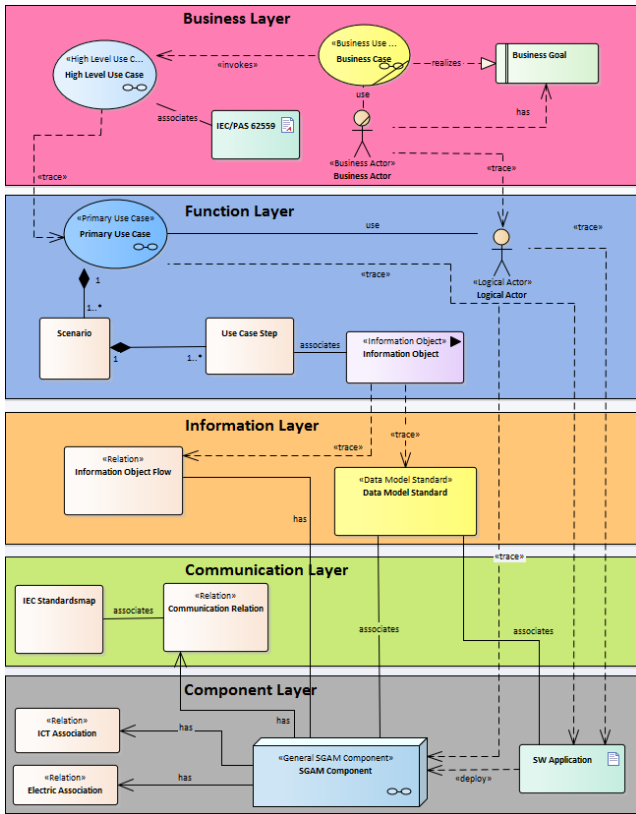 Business Layer
«High Level Use C...
High Level Use Case
«invokes»
«Business Use ...
Business Case
realizes
Business Goal
use
has
associates
IEC/PAS 62559
«Business Actor»
Business Actor
«trace»
«trace»
Function Layer
«Primary Use Case»
Primary Use Case
use
«trace»
«trace»
«Logical Actor»
Logical Actor
1
1..*
Scenario
1
1..*
Use Case Step
associates
«Information Object»
Information Object
Information Layer
«trace»
«trace»
«Relation»
Information Object Flow
«Data Model Standard»
Data Model Standard
has
«trace»
Communication Layer
IEC Standardsmap
associates
«Relation»
Communication Relation
associates
associates
Component Layer
«Relation»
ICT Association
has
has
«General SGAM Component»
SGAM Component
«Relation»
Electric Association
has
«deploy»
SW Application